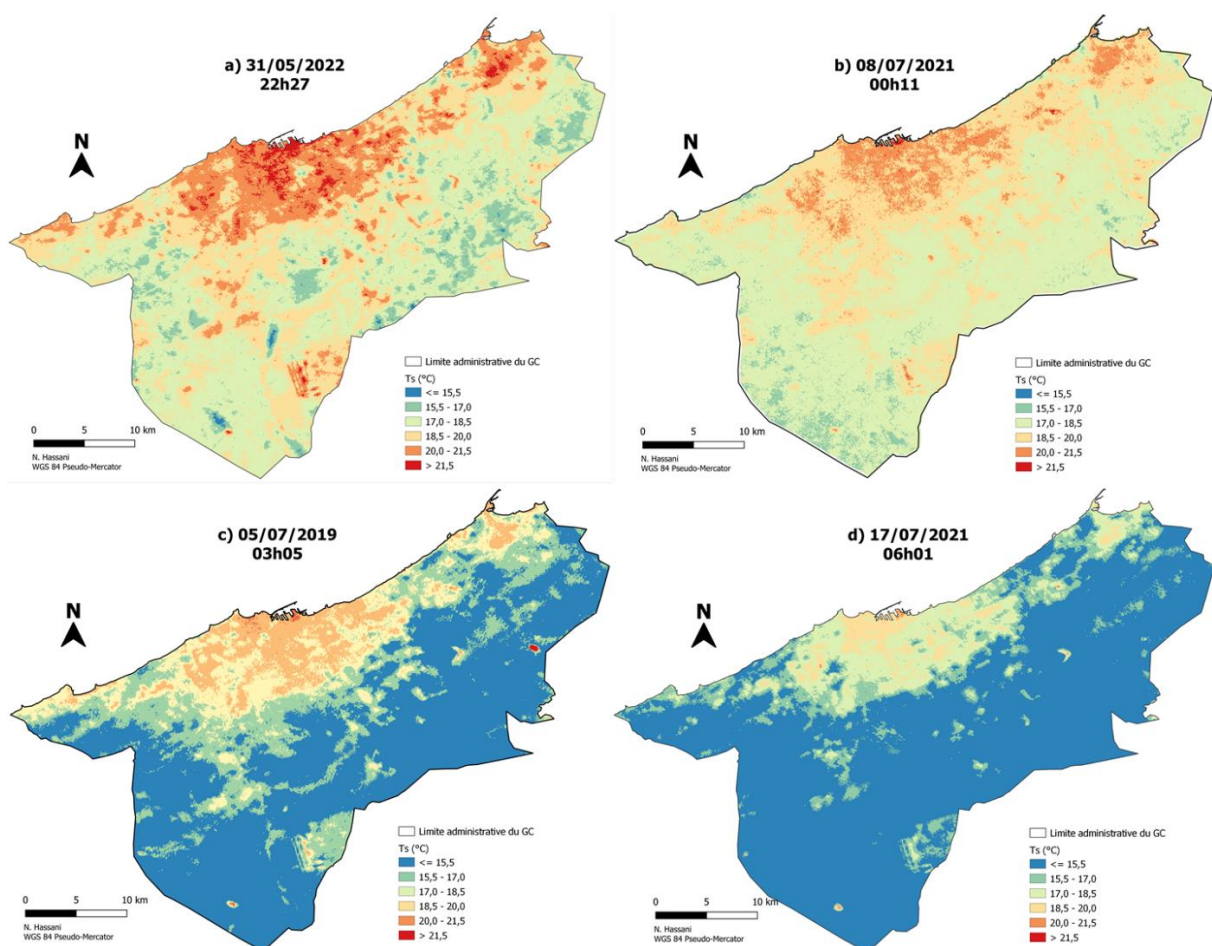 a) 31/05/2022
22h27
N
Limite administrative du GC
Ts (°C)
<= 15,5
15,5 - 17,0
17,0 - 18,5
18,5 - 20,0
20,0 - 21,5
> 21,5
0 5 10 km
N. Hassani
WGS 84 Pseudo-Mercator
b) 08/07/2021
00h11
N
Limite administrative du GC
Ts (°C)
<= 15,5
15,5 - 17,0
17,0 - 18,5
18,5 - 20,0
20,0 - 21,5
> 21,5
0 5 10 km
N. Hassani
WGS 84 Pseudo-Mercator
c) 05/07/2019
03h05
N
Limite administrative du GC
Ts (°C)
<= 15,5
15,5 - 17,0
17,0 - 18,5
18,5 - 20,0
20,0 - 21,5
> 21,5
0 5 10 km
N. Hassani
WGS 84 Pseudo-Mercator
d) 17/07/2021
06h01
N
Limite administrative du GC
Ts (°C)
<= 15,5
15,5 - 17,0
17,0 - 18,5
18,5 - 20,0
20,0 - 21,5
> 21,5
0 5 10 km
N. Hassani
WGS 84 Pseudo-Mercator